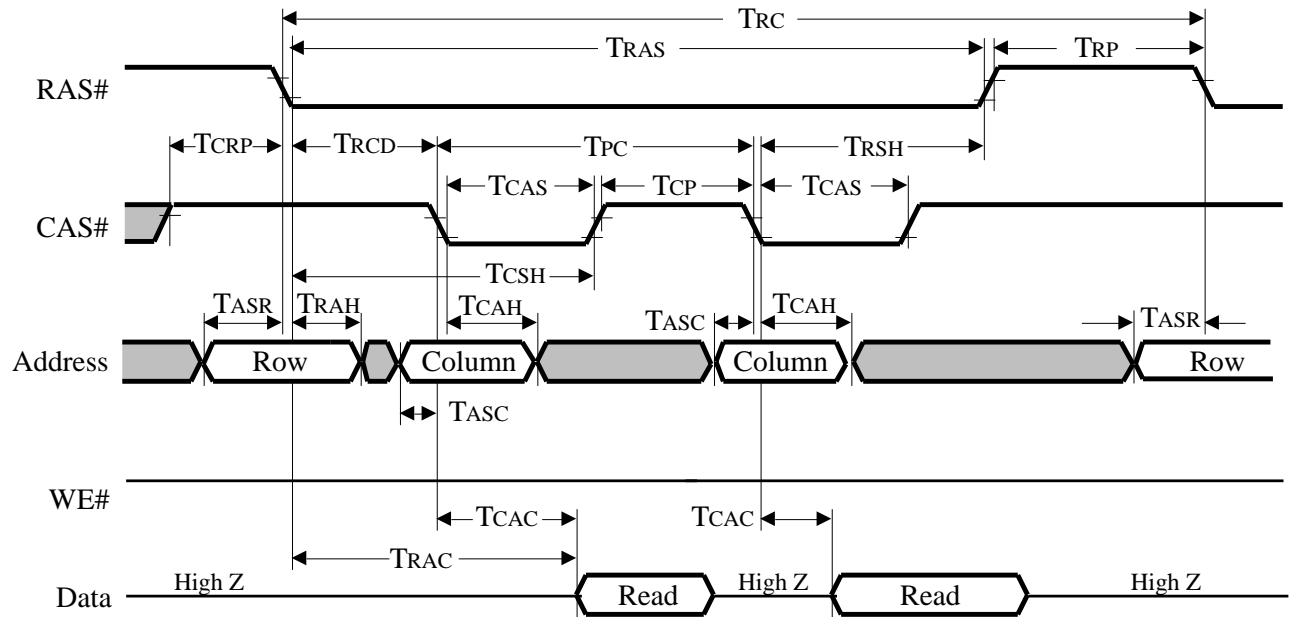 TRC
TRAS TRP
RAS#
TCRP TRCD TPC TRSH
TCAS TCP TCAS
CAS#
TCSH
TASR TRAH TCAH TASC TCAH TASR
Address Row Column Column Row
TASC
WE#
TCAC TCAC
TRAC
High Z High Z High Z
Data Read Read